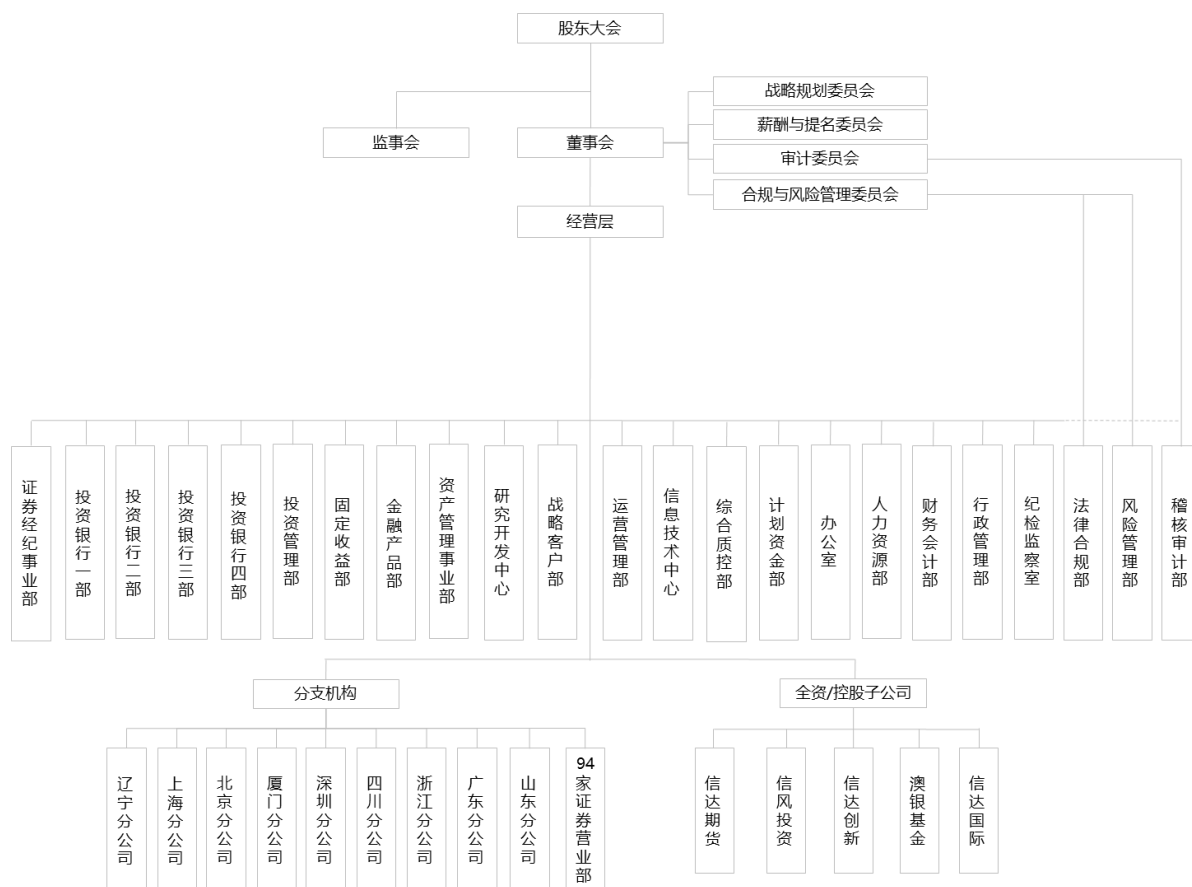 股东大会
战略规划委员会
薪酬与提名委员会
监事会
董事会
审计委员会
合规与风险管理委员会
经营层
证券经纪事业部
投资银行一部
投资银行二部
投资银行三部
投资银行四部
投资管理部
固定收益部
金融产品部
资产管理事业部
研究开发中心
战略客户部
运营管理部
信息技术中心
综合质控部
计划资金部
办公室
人力资源部
财务会计部
行政管理部
纪检监察室
法律合规部
风险管理部
稽核审计部
分支机构
全资/控股子公司
辽宁分公司
上海分公司
北京分公司
厦门分公司
深圳分公司
四川分公司
浙江分公司
广东分公司
山东分公司
94家证券营业部
信达期货
信风投资
信达创新
澳银基金
信达国际